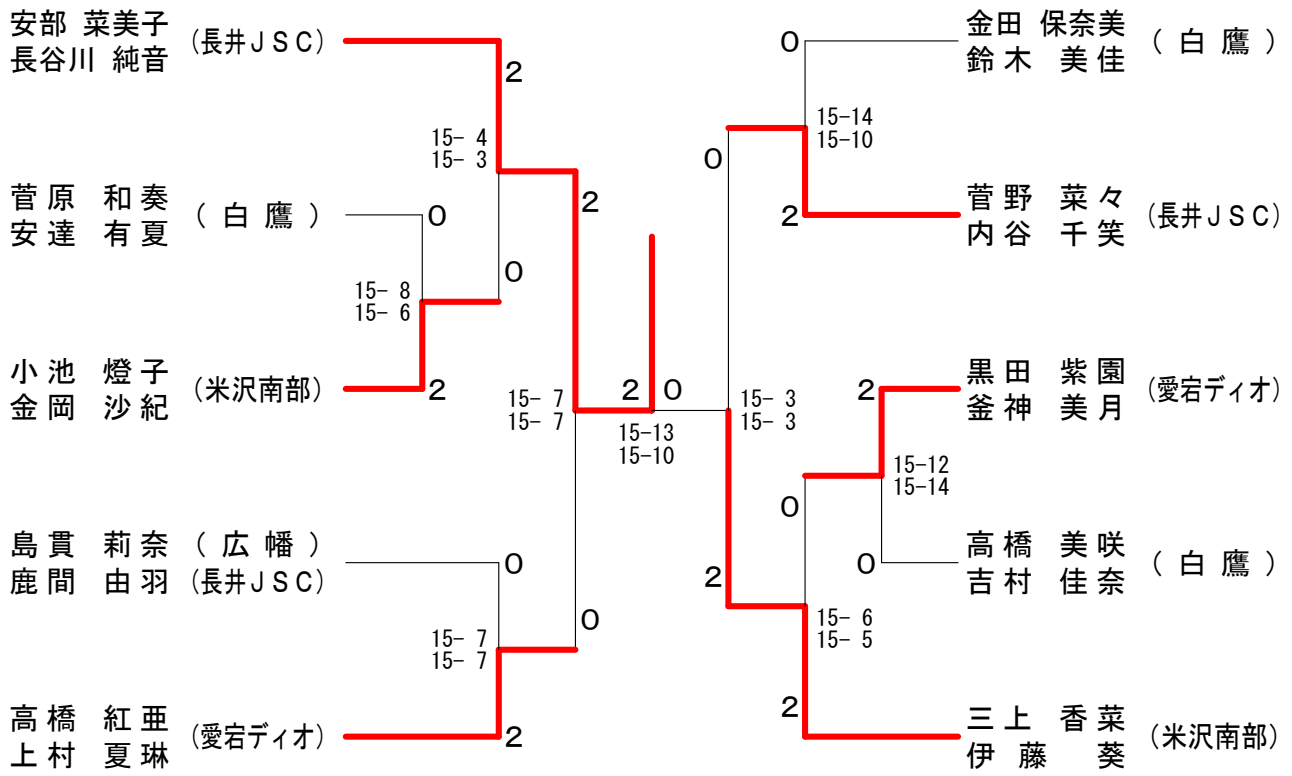 安部 菜美子
長谷川 純音
(長井ＪＳＣ)
2
15- 4
15- 3
菅原 和奏
安達 有夏
(白鷹)
0
15- 8
15- 6
0
小池 燈子
金岡 沙紀
(米沢南部)
2
2
15- 7
15- 7
島貫 莉奈 (広幡)
鹿間 由羽 (長井ＪＳＣ)
0
15- 7
15- 7
0
高橋 紅亜
上村 夏琳
(愛宕ディオ)
2
2 0
15-13
15-10
金田 保奈美
鈴木 美佳
(白鷹)
0
15-14
15-10
0
菅野 菜々
内谷 千笑
(長井ＪＳＣ)
2
15- 3
15- 3
黒田 紫園
釜神 美月
(愛宕ディオ)
2
15-12
15-14
0
高橋 美咲
吉村 佳奈
(白鷹)
0
2
15- 6
15- 5
三上 香菜
伊藤 葵
(米沢南部)
2